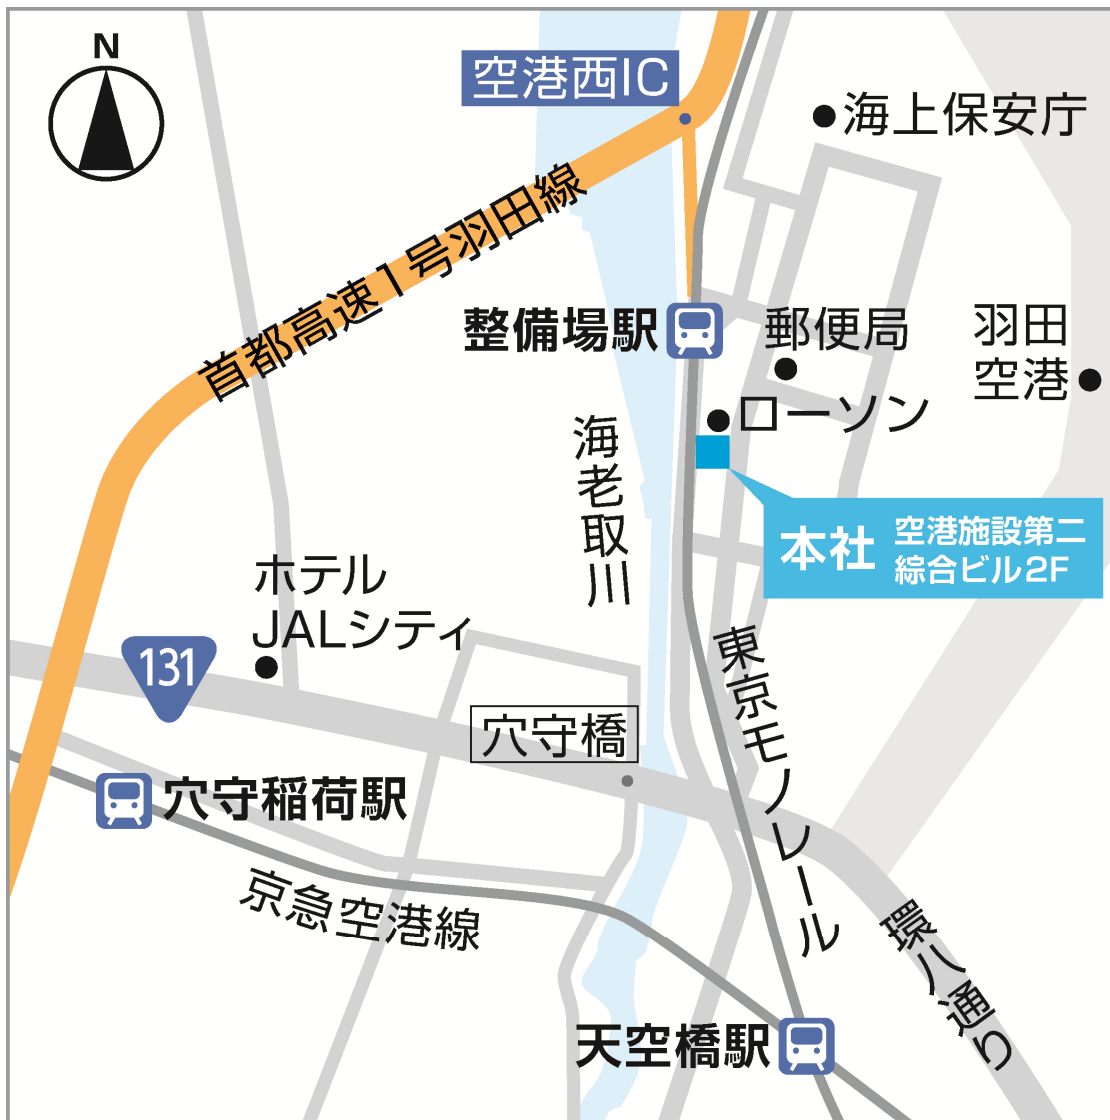 N
空港西IC
海上保安庁
首都高速1号羽田線
整備場駅
郵便局
羽田
空港
ローソン
海老取川
本社
空港施設第二
綜合ビル2F
ホテル
JALシティ
131
東京モノレール
穴守橋
穴守稲荷駅
京急空港線
環八通り
天空橋駅